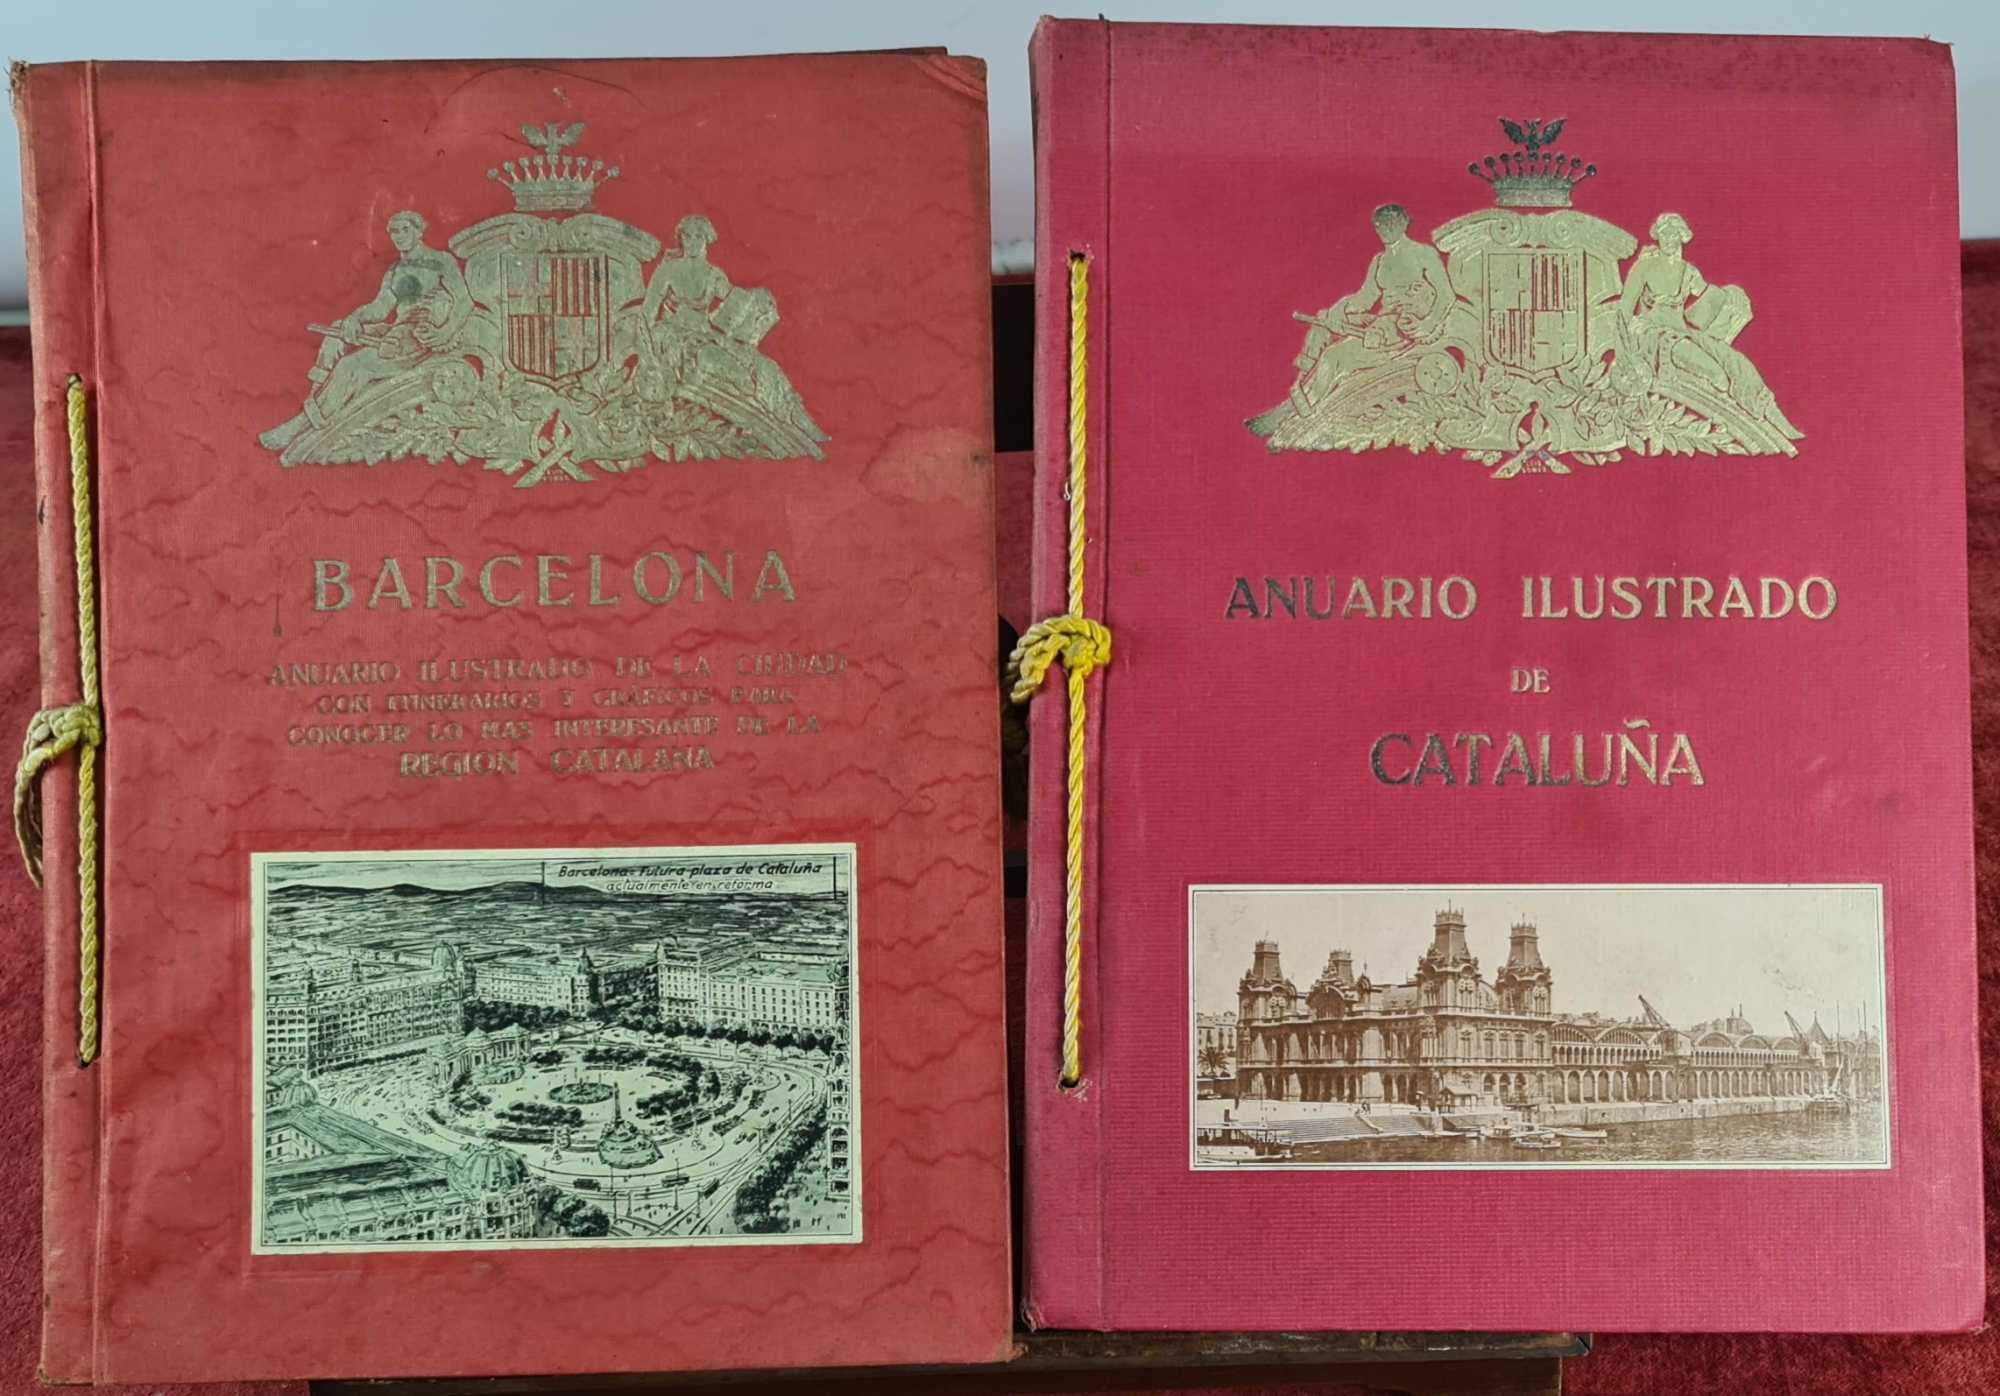 BARCELONA
ANUARIO ILUSTRADO DE LA CIUDAD
CON ITINERARIOS Y GRÁFICOS PARA
CONOCER LO MAS INTERESANTE DE LA
REGION CATALANA
Barcelona-Futura plaza de Cataluña
actualmente en reforma
ANUARIO ILUSTRADO
DE
CATALUÑA